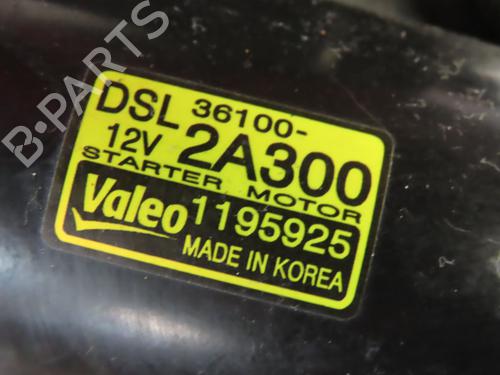 B-PARTS
DSL 36100-
12V 2A300
STARTER MOTOR
Valeo 1195925
MADE IN KOREA